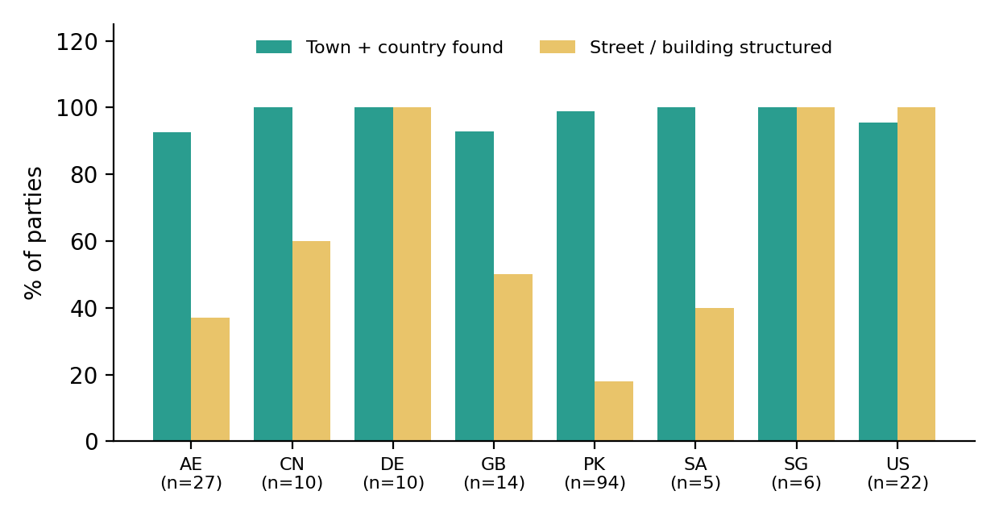 Town + country found
Street / building structured
% of parties
120
100
80
60
40
20
0
AE CN DE GB PK SA SG US
(n=27) (n=10) (n=10) (n=14) (n=94) (n=5) (n=6) (n=22)